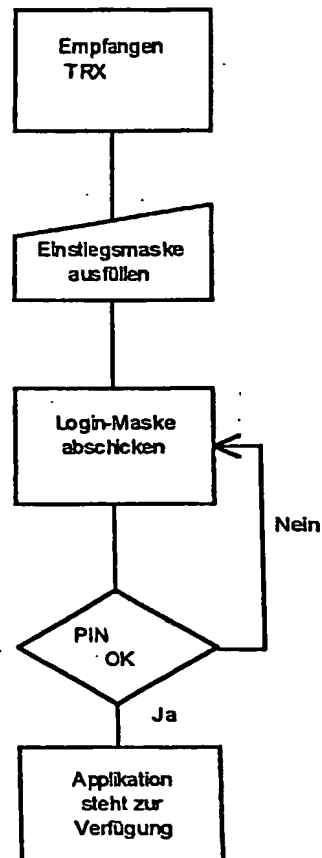 Empfangen
TRX
Einstiegsmaske
ausfüllen
Login-Maske
abschicken
Nein
PIN
OK
Ja
Applikation
steht zur
Verfügung